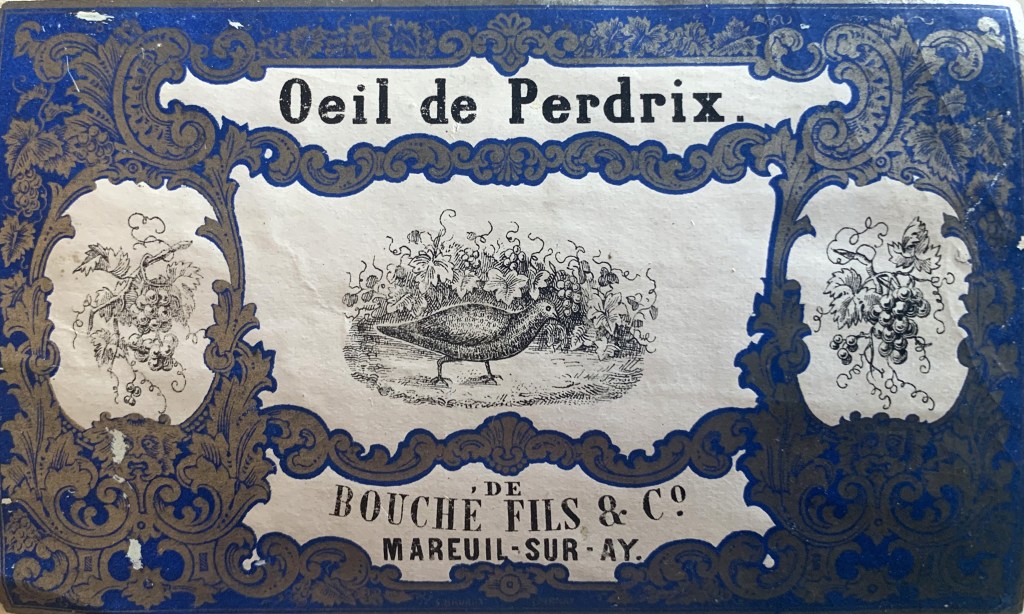 Oeil de Perdrix.
DE
BOUCHÉ FILS & Cº
MAREUIL-SUR-AY.